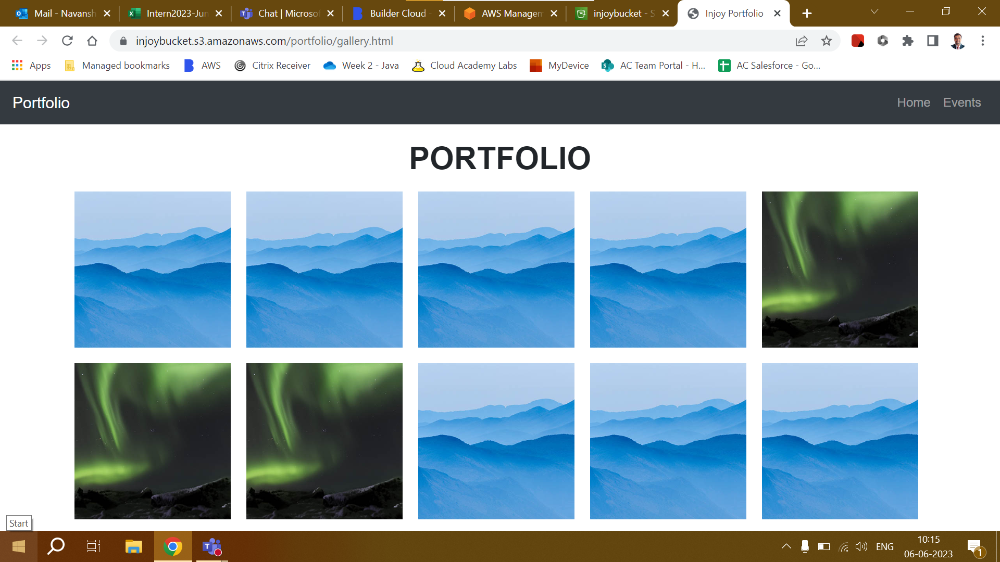 Mail - Navansh
Intern2023-Jun
Chat | Microsof
Builder Cloud -
AWS Managem
injoybucket - S
Injoy Portfolio
injoybucket.s3.amazonaws.com/portfolio/gallery.html
Apps
Managed bookmarks
AWS
Citrix Receiver
Week 2 - Java
Cloud Academy Labs
MyDevice
AC Team Portal - H...
AC Salesforce - Go...
Portfolio
Home
Events
PORTFOLIO
Start
ENG
10:15
06-06-2023
1